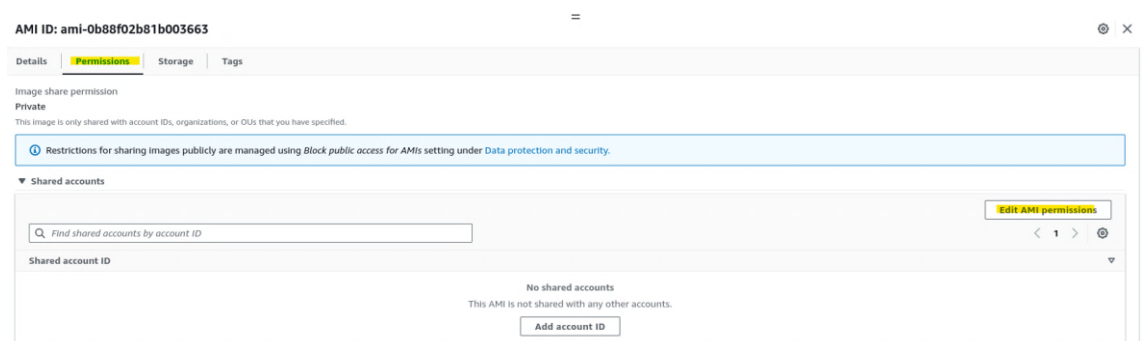 AMI ID: ami-0b88f02b81b003663
Details Permissions Storage Tags
Image share permission
Private
This image is only shared with account IDs, organizations, or OUs that you have specified.
Restrictions for sharing images publicly are managed using Block public access for AMIs setting under Data protection and security.
Shared accounts
Edit AMI permissions
Find shared accounts by account ID
1
Shared account ID
No shared accounts
This AMI is not shared with any other accounts.
Add account ID